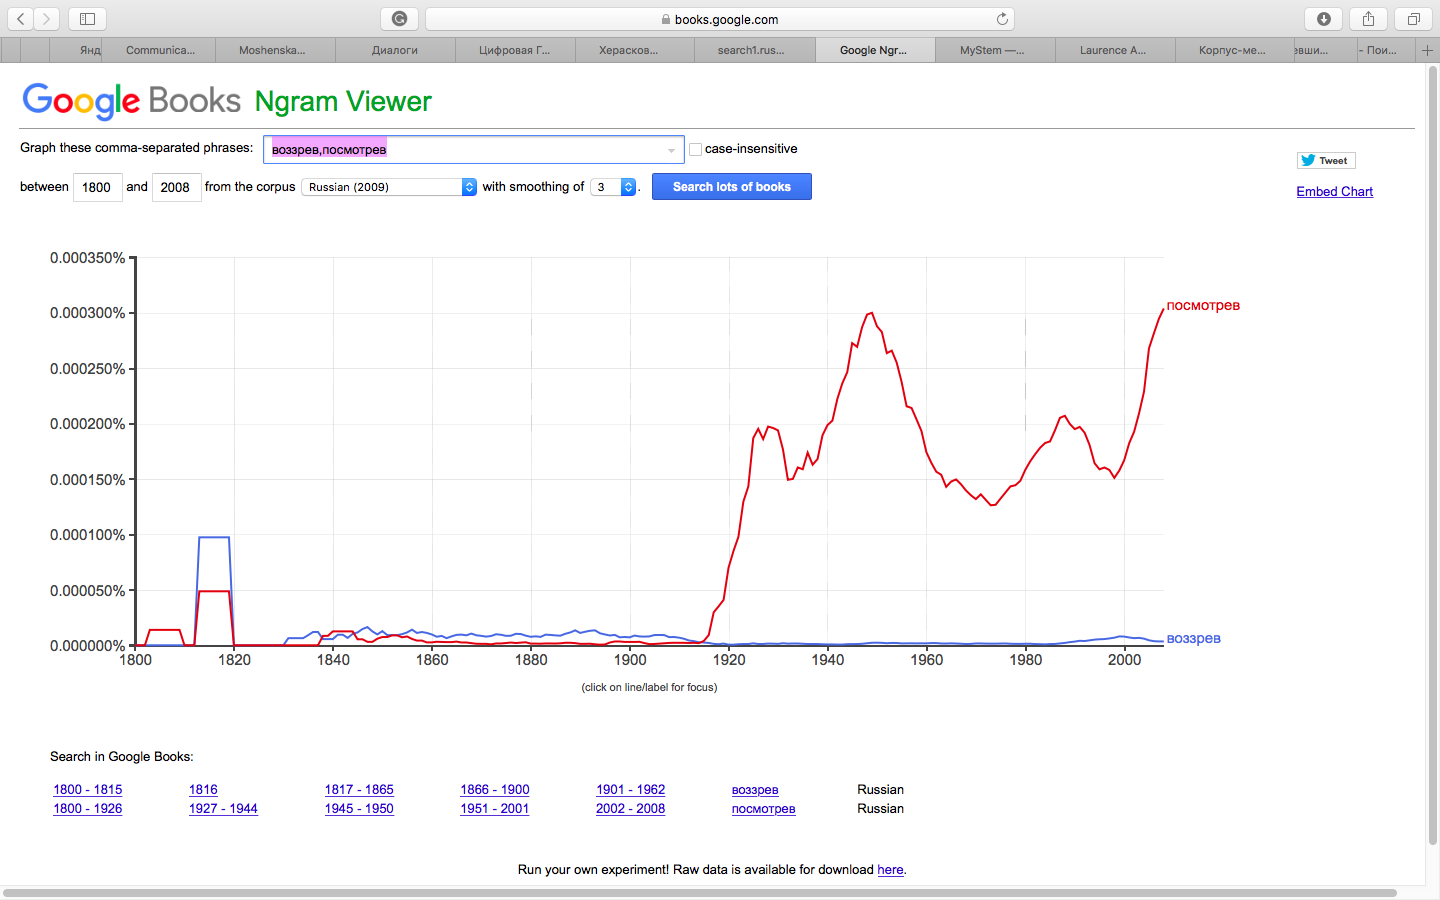 books.google.com
Янд
Communica...
Moshenska...
Диалоги
Цифровая Г...
Херасков...
search1.rus...
Google Ngr...
MyStem —...
Laurence A...
Корпус-ме...
евши...
- Пои...
Google Books Ngram Viewer
Graph these comma-separated phrases: воззрев,посмотрев case-insensitive
Tweet
between 1800 and 2008 from the corpus Russian (2009) with smoothing of 3 . Search lots of books
Embed Chart
0.000350%
0.000300%
0.000250%
0.000200%
0.000150%
0.000100%
0.000050%
0.000000%
посмотрев
воззрев
1800 1820 1840 1860 1880 1900 1920 1940 1960 1980 2000
(click on line/label for focus)
Search in Google Books:
1800 - 1815 1816 1817 - 1865 1866 - 1900 1901 - 1962 воззрев Russian
1800 - 1926 1927 - 1944 1945 - 1950 1951 - 2001 2002 - 2008 посмотрев Russian
Run your own experiment! Raw data is available for download here.